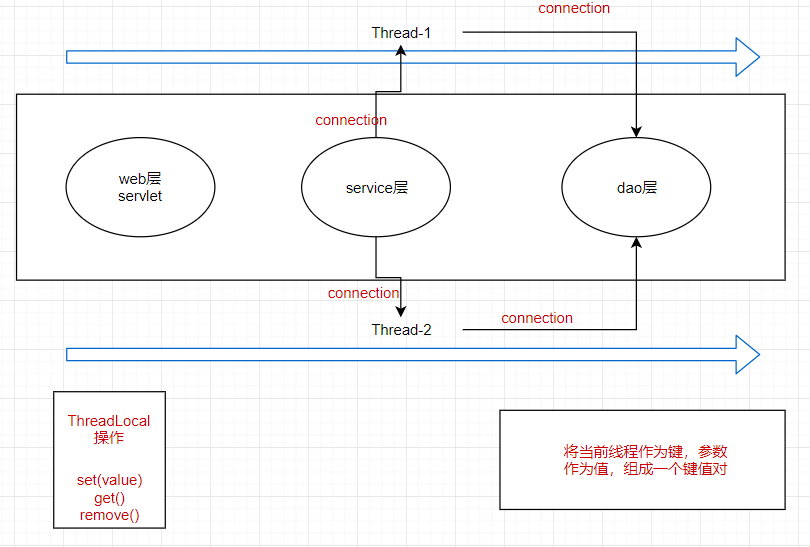 connection
Thread-1
connection
web层
servlet
service层
dao层
connection
connection
Thread-2
ThreadLocal
操作
set(value)
get()
remove()
将当前线程作为键，参数
作为值，组成一个键值对